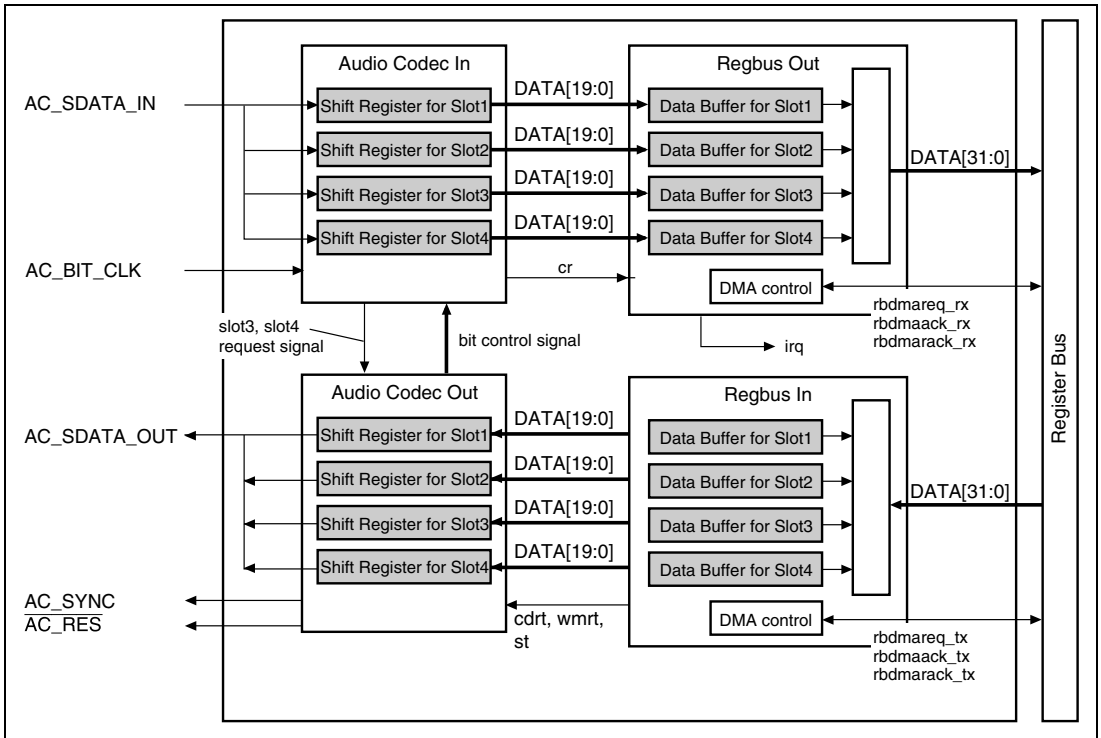 Audio Codec In
Regbus Out
AC_SDATA_IN
Shift Register for Slot1
DATA[19:0]
Data Buffer for Slot1
Shift Register for Slot2
DATA[19:0]
Data Buffer for Slot2
DATA[31:0]
Shift Register for Slot3
DATA[19:0]
Data Buffer for Slot3
Shift Register for Slot4
DATA[19:0]
Data Buffer for Slot4
AC_BIT_CLK
cr
DMA control
rbdmareq_rx
rbdmaack_rx
rbdmarack_rx
slot3, slot4
request signal
bit control signal
irq
Register Bus
Audio Codec Out
Regbus In
AC_SDATA_OUT
Shift Register for Slot1
DATA[19:0]
Data Buffer for Slot1
Shift Register for Slot2
DATA[19:0]
Data Buffer for Slot2
DATA[31:0]
Shift Register for Slot3
DATA[19:0]
Data Buffer for Slot3
Shift Register for Slot4
DATA[19:0]
Data Buffer for Slot4
AC_SYNC
AC_RES
cdrt, wmrt,
st
DMA control
rbdmareq_tx
rbdmaack_tx
rbdmarack_tx